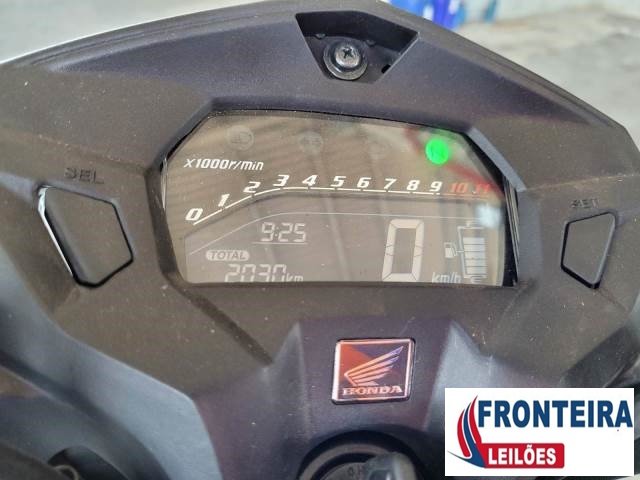 SEL
x1000r/min
0 1 2 3 4 5 6 7 8 9 10 11
SET
9:25
0
TOTAL
2030km
km/h
HONDA
FRONTEIRA
LEILÕES